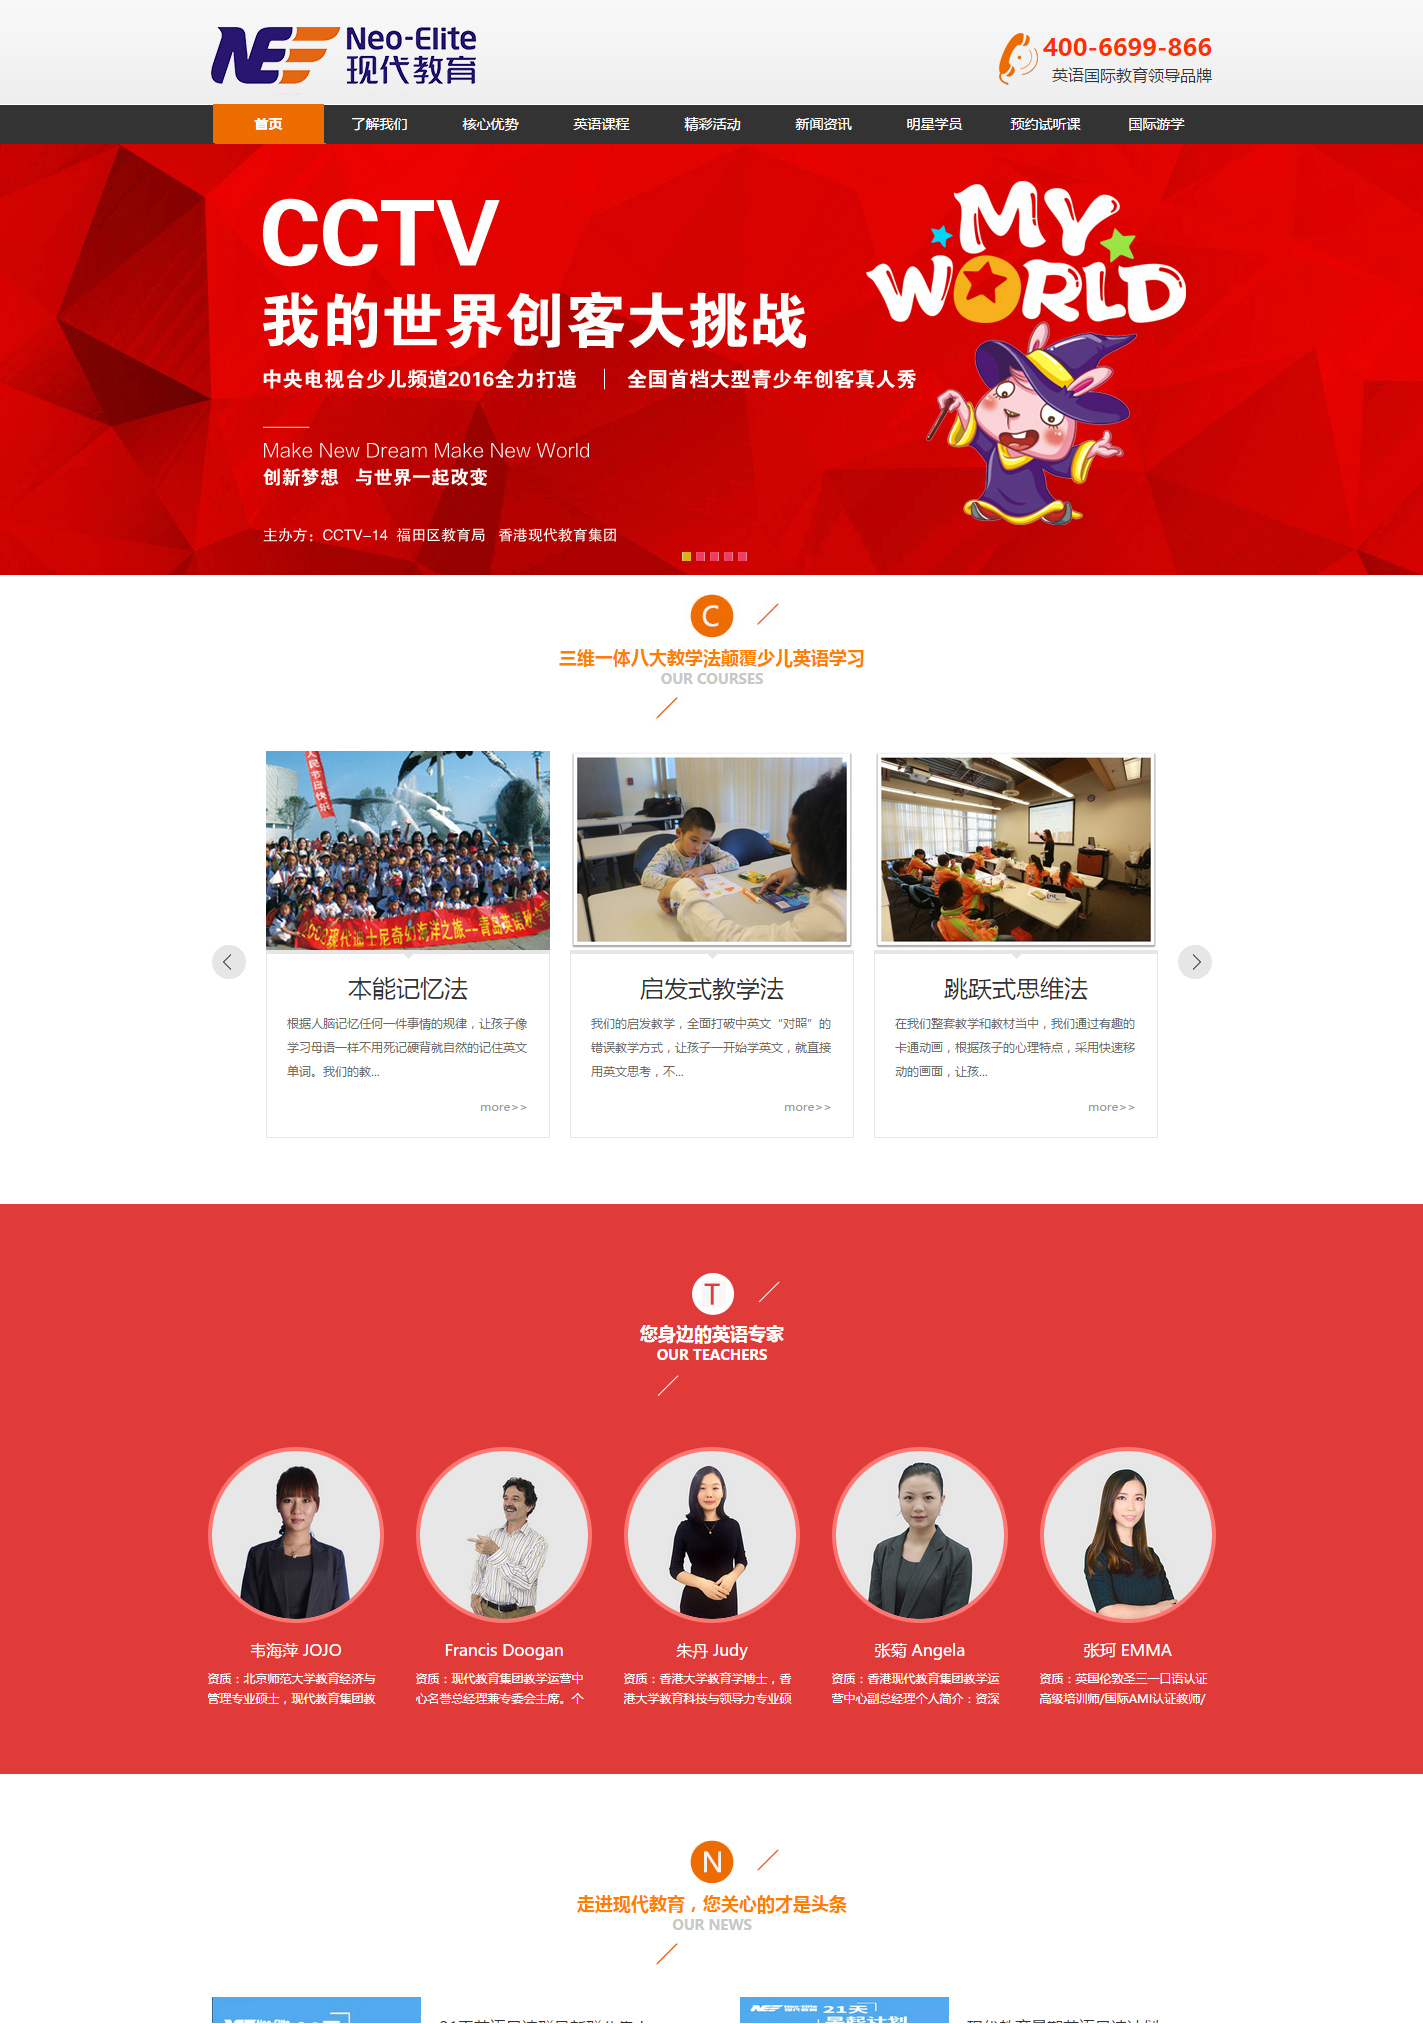 Neo-Elite
现代教育
400-6699-866
英语国际教育领导品牌
首页 了解我们 核心优势 英语课程 精彩活动 新闻资讯 明星学员 预约试听课 国际游学
CCTV
我的世界创客大挑战
中央电视台少儿频道2016全力打造 | 全国首档大型青少年创客真人秀
Make New Dream Make New World
创新梦想 与世界一起改变
主办方：CCTV-14 福田区教育局 香港现代教育集团
MY
WORLD
C
三维一体八大教学法颠覆少儿英语学习
OUR COURSES
人民节日快乐
本能记忆法
根据人脑记忆任何一件事情的规律，让孩子像
学习母语一样不用死记硬背就自然的记住英文
单词。我们的教...
more>>
启发式教学法
我们的启发教学，全面打破中英文“对照”的
错误教学方式，让孩子一开始学英文，就直接
用英文思考，不...
more>>
跳跃式思维法
在我们整套教学和教材当中，我们通过有趣的
卡通动画，根据孩子的心理特点，采用快速移
动的画面，让孩...
more>>
T
您身边的英语专家
OUR TEACHERS
韦海萍 JOJO
资质：北京师范大学教育经济与
管理专业硕士，现代教育集团教
Francis Doogan
资质：现代教育集团教学运营中
心名誉总经理兼专委会主席。个
朱丹 Judy
资质：香港大学教育学博士，香
港大学教育科技与领导力专业硕
张菊 Angela
资质：香港现代教育集团教学运
营中心副总经理个人简介：资深
张珂 EMMA
资质：英国伦敦圣三一口语认证
高级培训师/国际AMI认证教师/
N
走进现代教育，您关心的才是头条
OUR NEWS
Neo-Elite
现代教育
21天